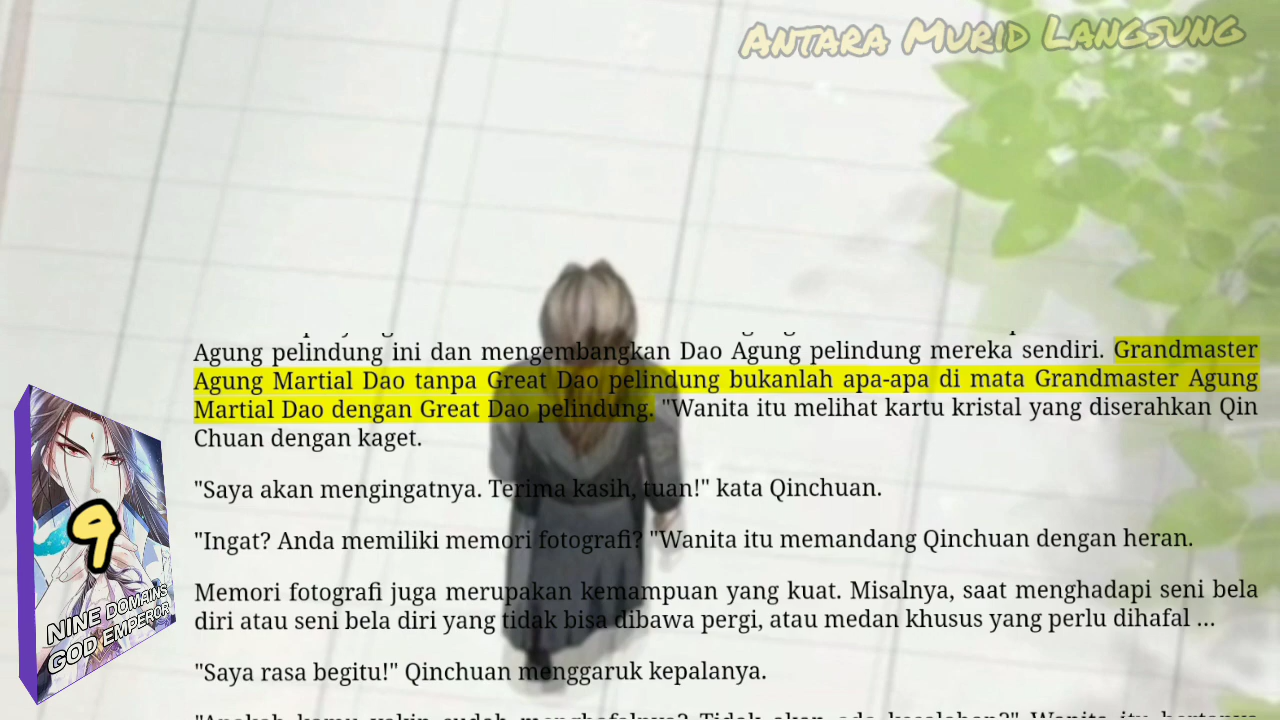 Antara Murid Langsung
Agung pelindung ini dan mengembangkan Dao Agung pelindung mereka sendiri. Grandmaster
Agung Martial Dao tanpa Great Dao pelindung bukanlah apa-apa di mata Grandmaster Agung
Martial Dao dengan Great Dao pelindung. "Wanita itu melihat kartu kristal yang diserahkan Qin
Chuan dengan kaget.
"Saya akan mengingatnya. Terima kasih, tuan!" kata Qinchuan.
"Ingat? Anda memiliki memori fotografi? "Wanita itu memandang Qinchuan dengan heran.
Memori fotografi juga merupakan kemampuan yang kuat. Misalnya, saat menghadapi seni bela
diri atau seni bela diri yang tidak bisa dibawa pergi, atau medan khusus yang perlu dihafal ...
"Saya rasa begitu!" Qinchuan menggaruk kepalanya.
9
NINE DOMAINS
GOD EMPEROR